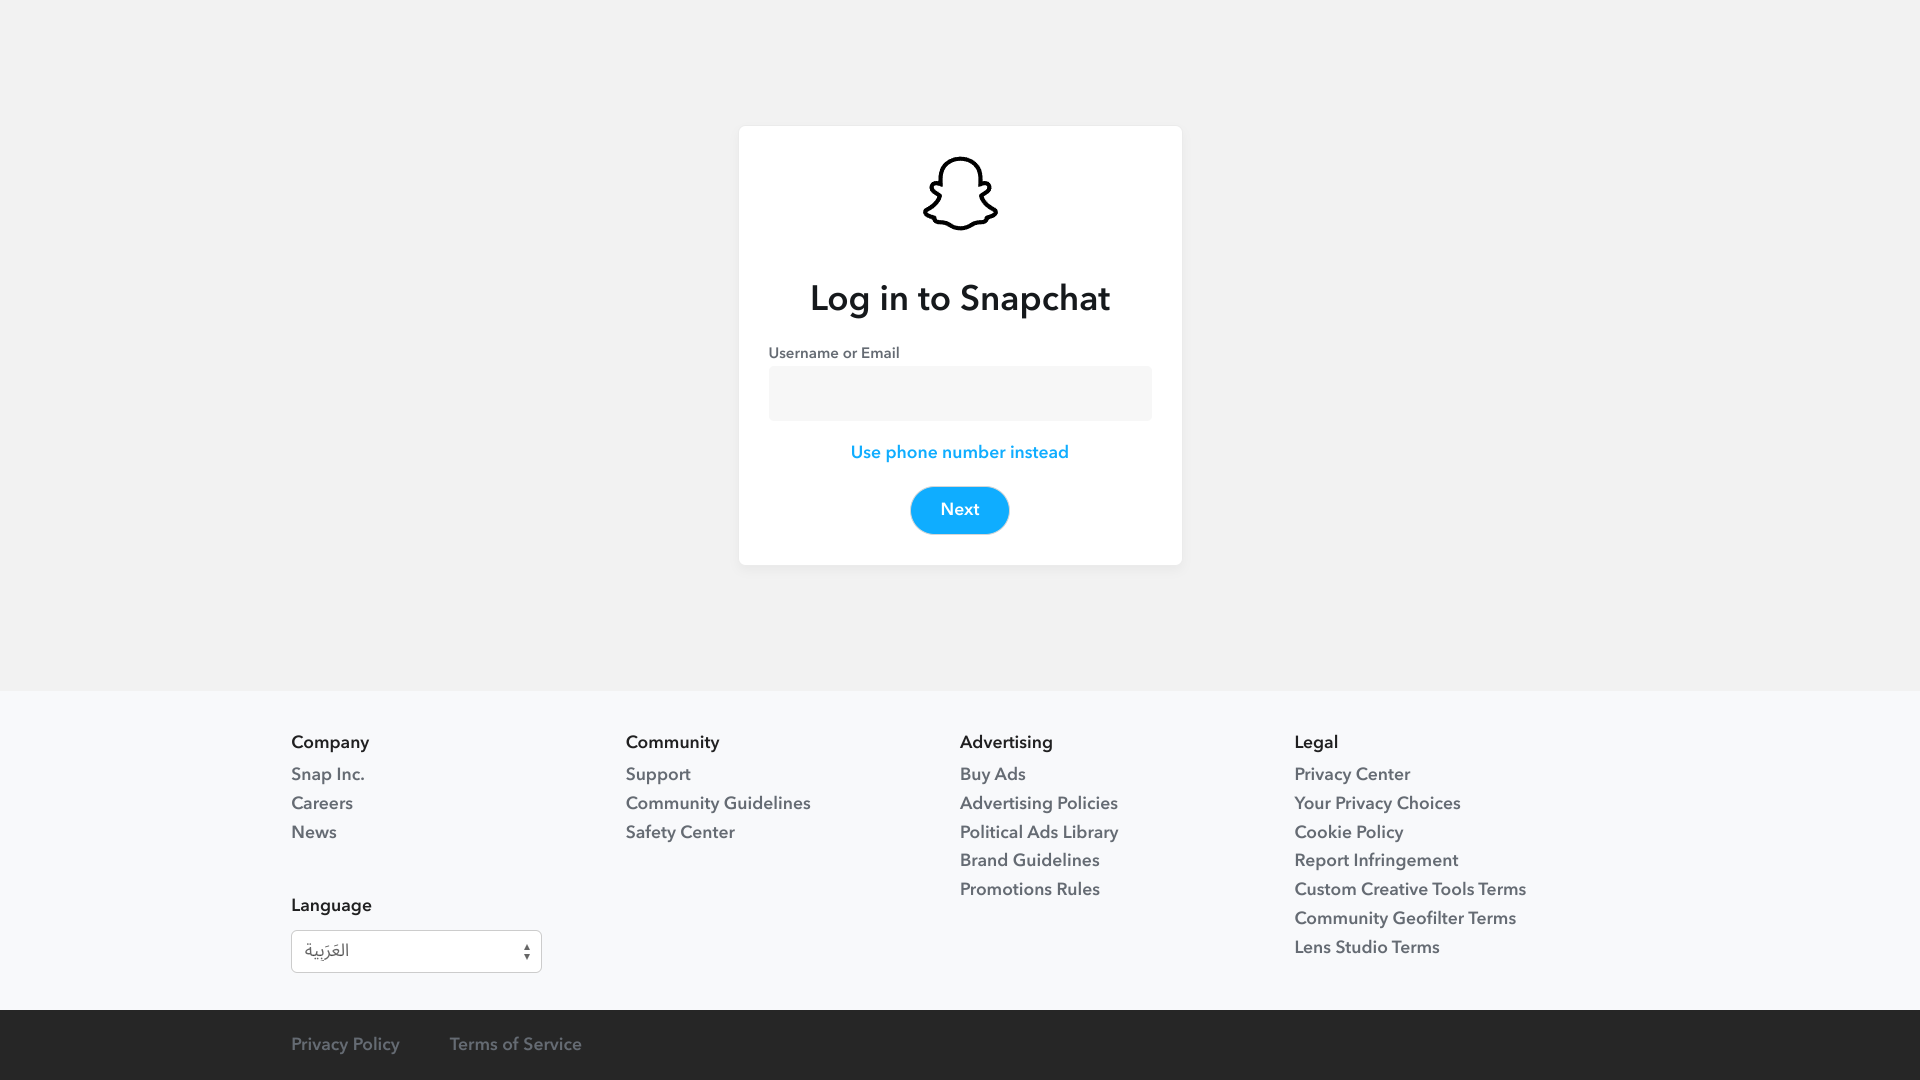 Log in to Snapchat
Username or Email
Use phone number instead
Next
Company
Snap Inc.
Careers
News
Community
Support
Community Guidelines
Safety Center
Advertising
Buy Ads
Advertising Policies
Political Ads Library
Brand Guidelines
Promotions Rules
Legal
Privacy Center
Your Privacy Choices
Cookie Policy
Report Infringement
Custom Creative Tools Terms
Community Geofilter Terms
Lens Studio Terms
Language
العَرَبِية
Privacy Policy
Terms of Service